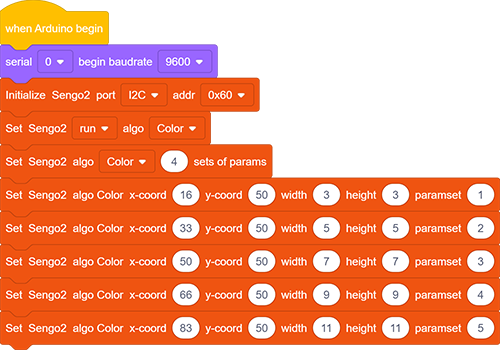 when Arduino begin
serial 0 begin baudrate 9600
Initialize Sengo2 port I2C addr 0x60
Set Sengo2 run algo Color
Set Sengo2 algo Color 4 sets of params
Set Sengo2 algo Color x-coord 16 y-coord 50 width 3 height 3 paramset 1
Set Sengo2 algo Color x-coord 33 y-coord 50 width 5 height 5 paramset 2
Set Sengo2 algo Color x-coord 50 y-coord 50 width 7 height 7 paramset 3
Set Sengo2 algo Color x-coord 66 y-coord 50 width 9 height 9 paramset 4
Set Sengo2 algo Color x-coord 83 y-coord 50 width 11 height 11 paramset 5